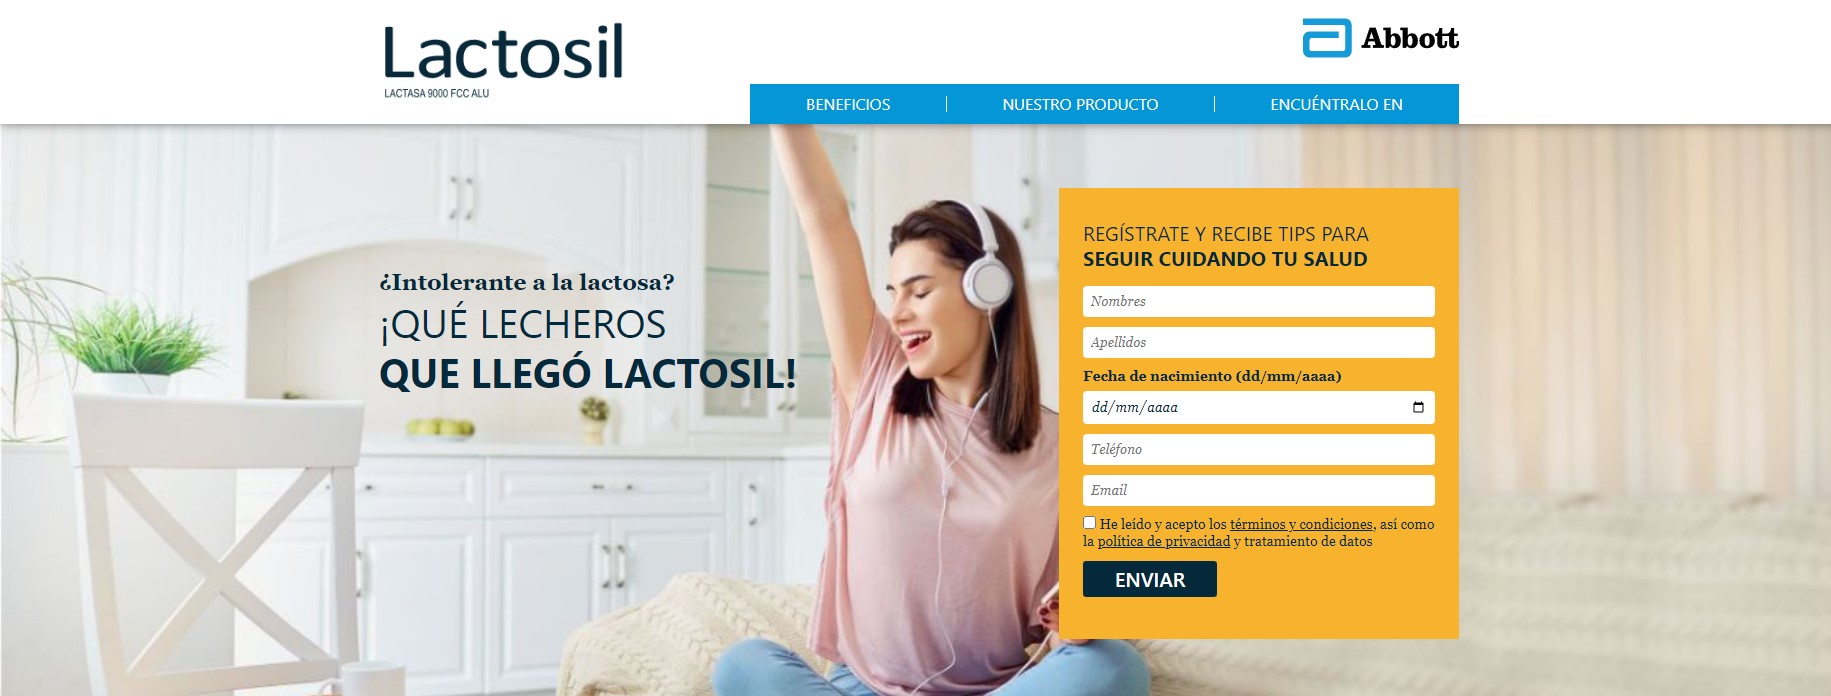 Lactosil
LACTASA 9000 FCC ALU
Abbott
BENEFICIOS
NUESTRO PRODUCTO
ENCUÉNTRALO EN
¿Intolerante a la lactosa?
¡QUÉ LECHEROS
QUE LLEGÓ LACTOSIL!
REGÍSTRATE Y RECIBE TIPS PARA
SEGUIR CUIDANDO TU SALUD
Nombres
Apellidos
Fecha de nacimiento (dd/mm/aaaa)
dd/mm/aaaa
Teléfono
Email
He leído y acepto los términos y condiciones, así como
la política de privacidad y tratamiento de datos
ENVIAR